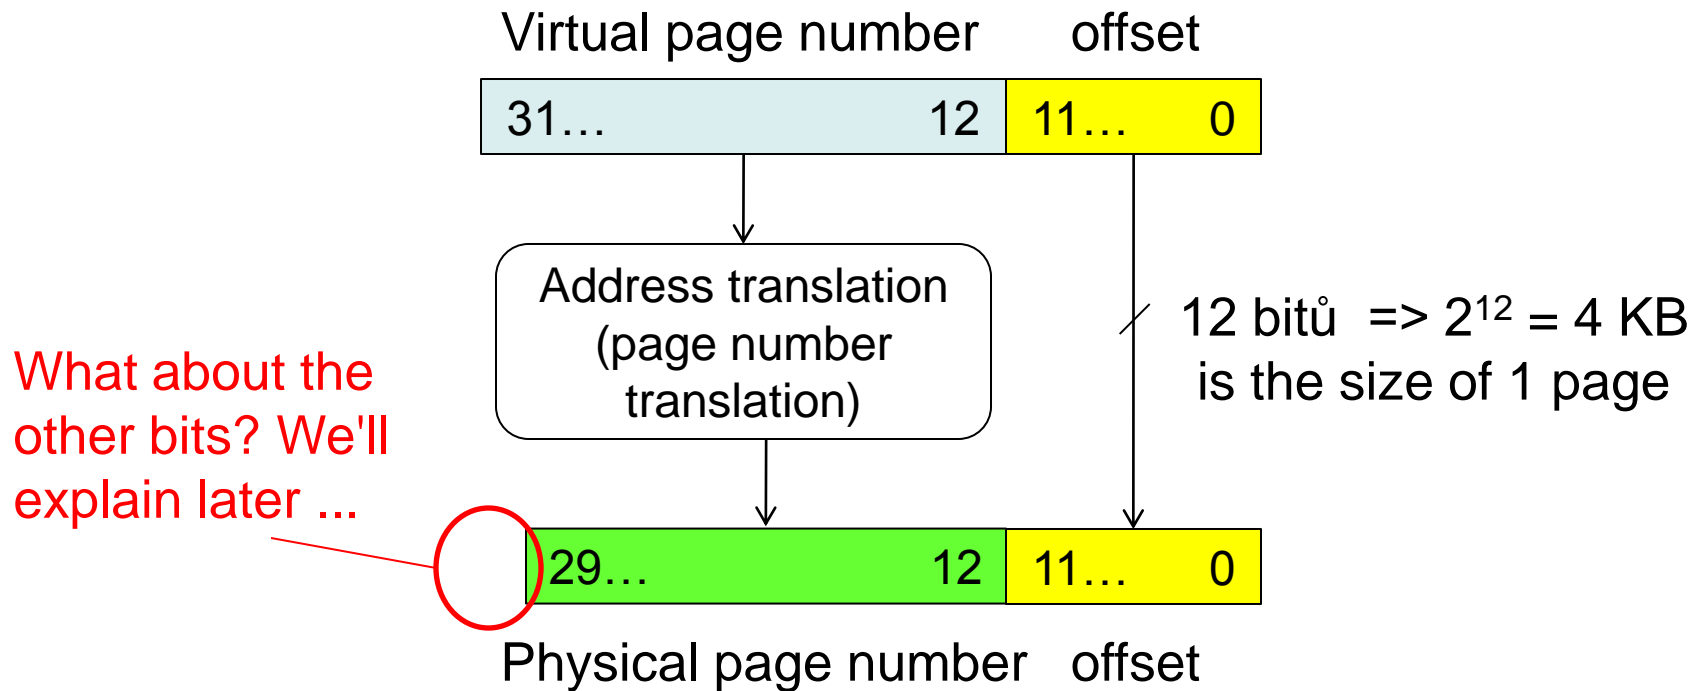 Virtual page number offset
31… 12 11… 0
Address translation
(page number
translation)
12 bitů => 2¹² = 4 KB
is the size of 1 page
What about the
other bits? We'll
explain later ...
29… 12 11… 0
Physical page number offset